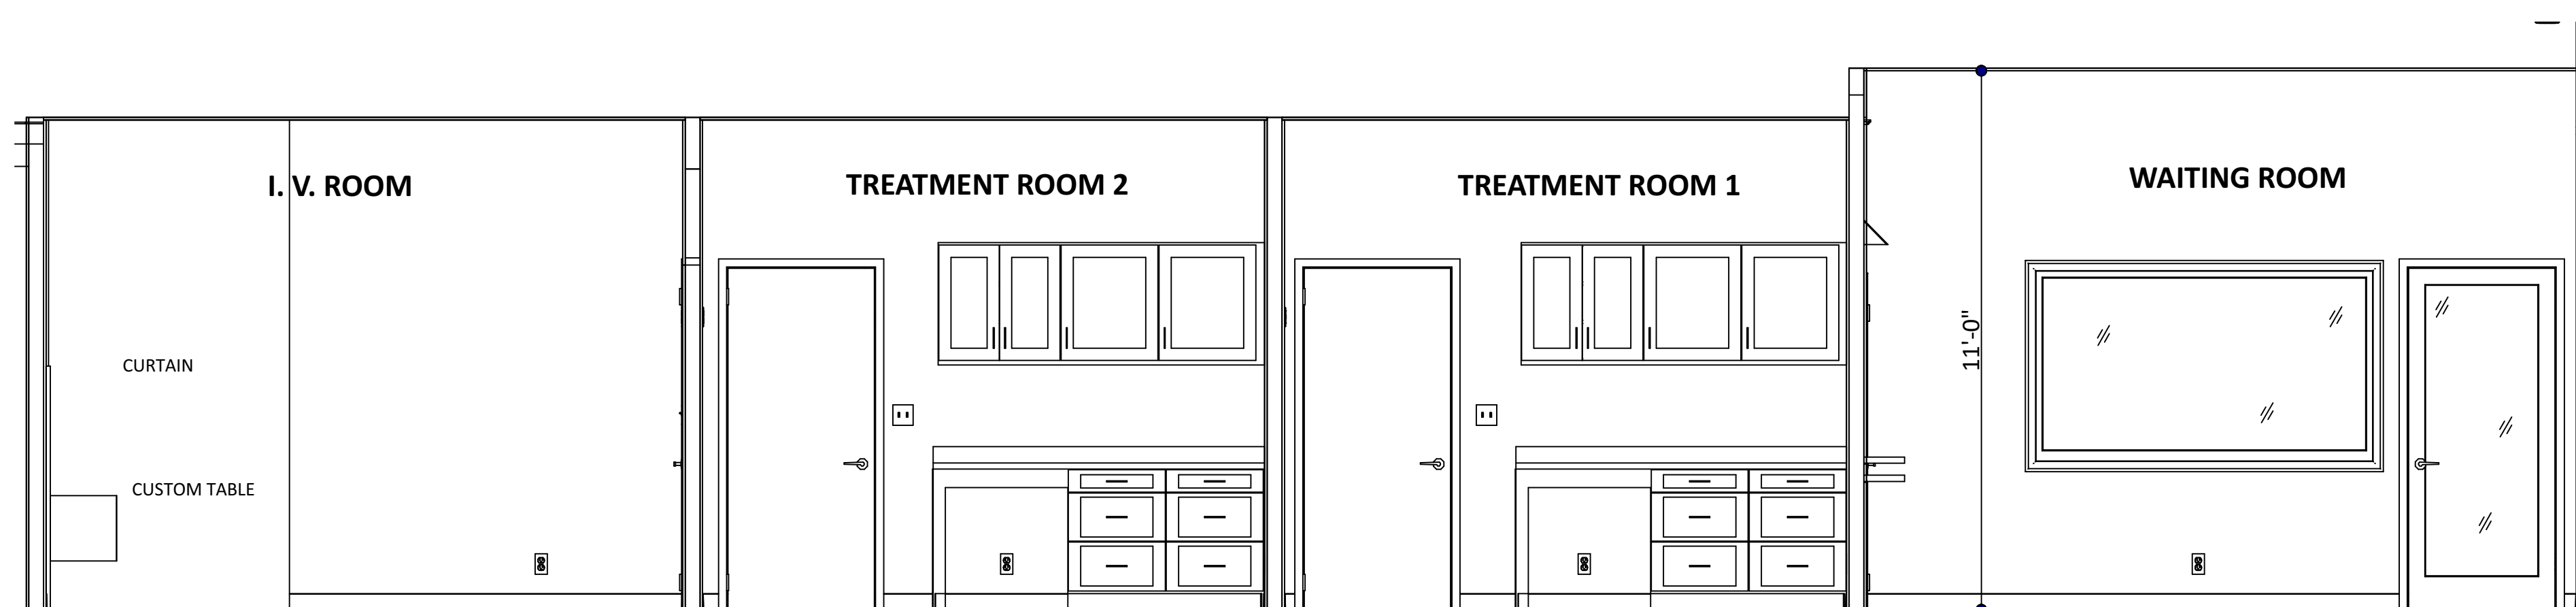 I. V. ROOM
TREATMENT ROOM 2
TREATMENT ROOM 1
WAITING ROOM
CURTAIN
CUSTOM TABLE
11'-0"